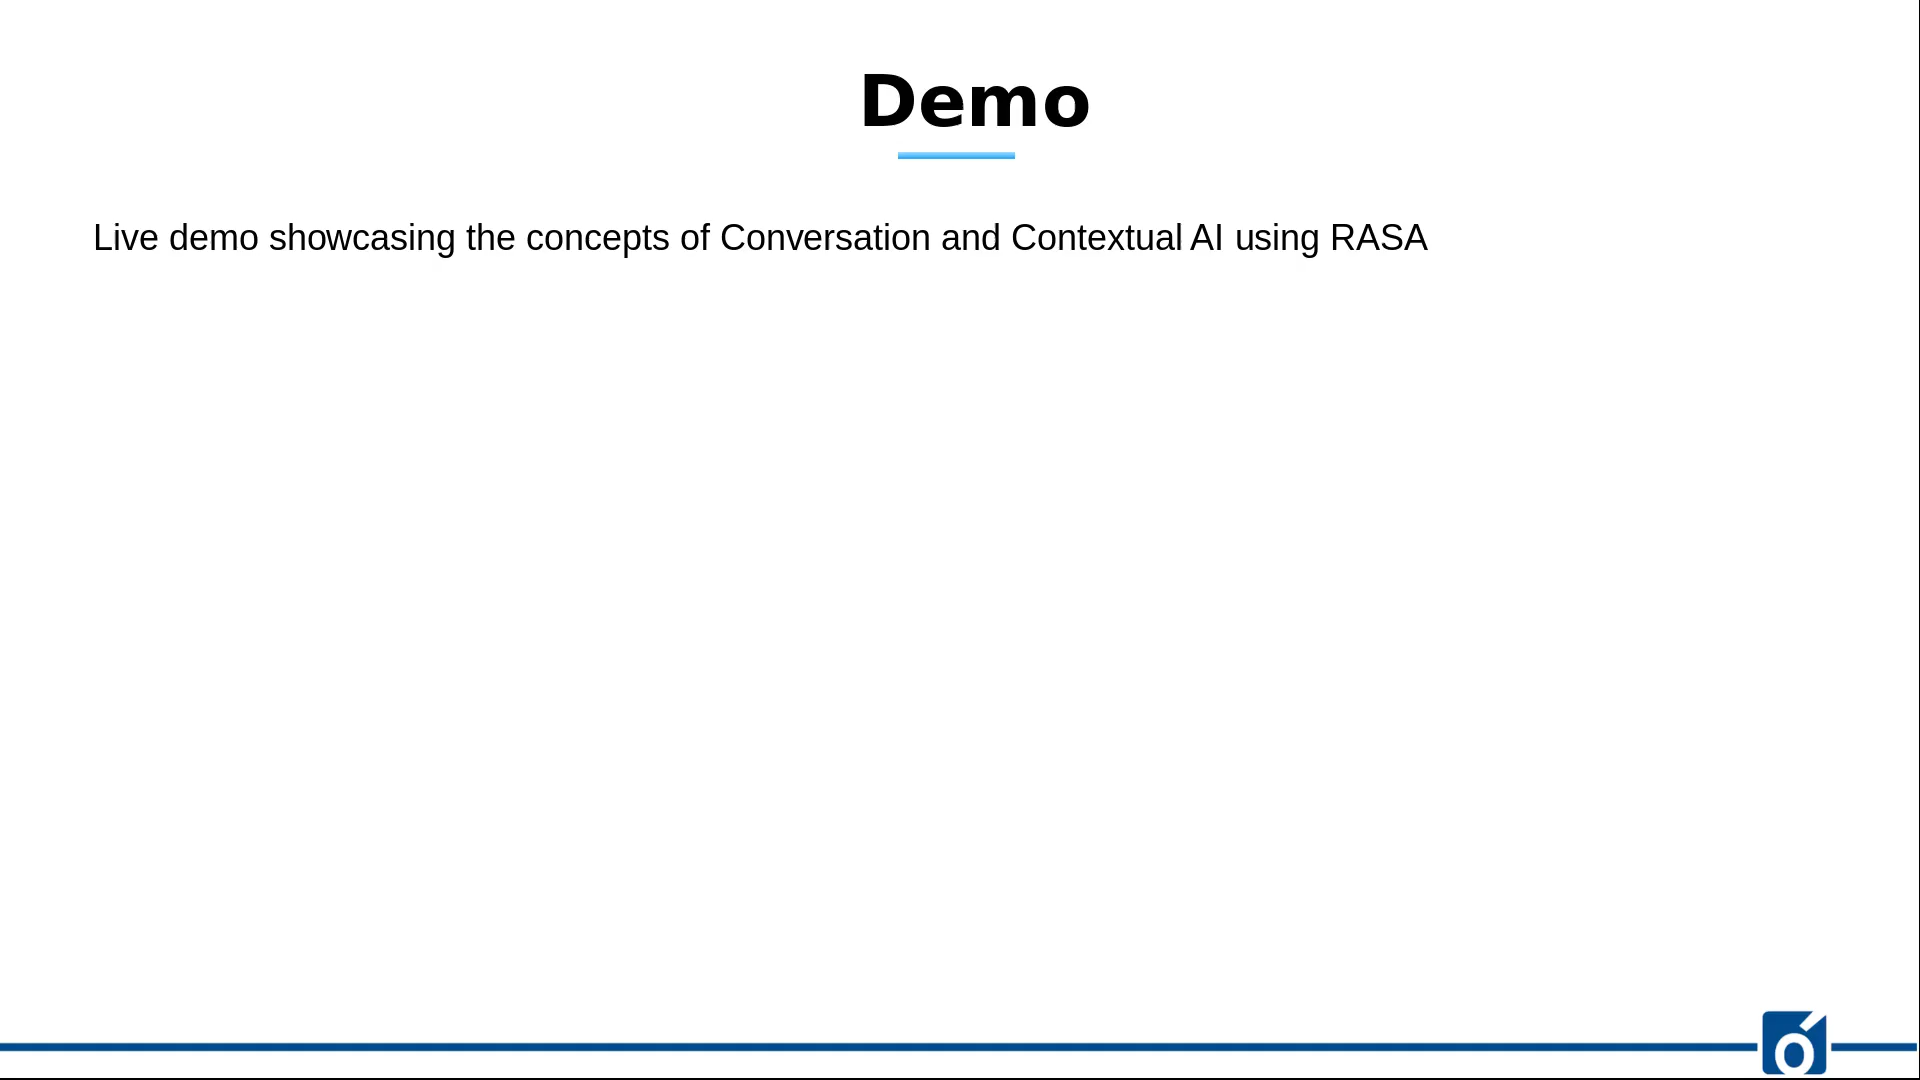 Demo
Live demo showcasing the concepts of Conversation and Contextual AI using RASA
ó